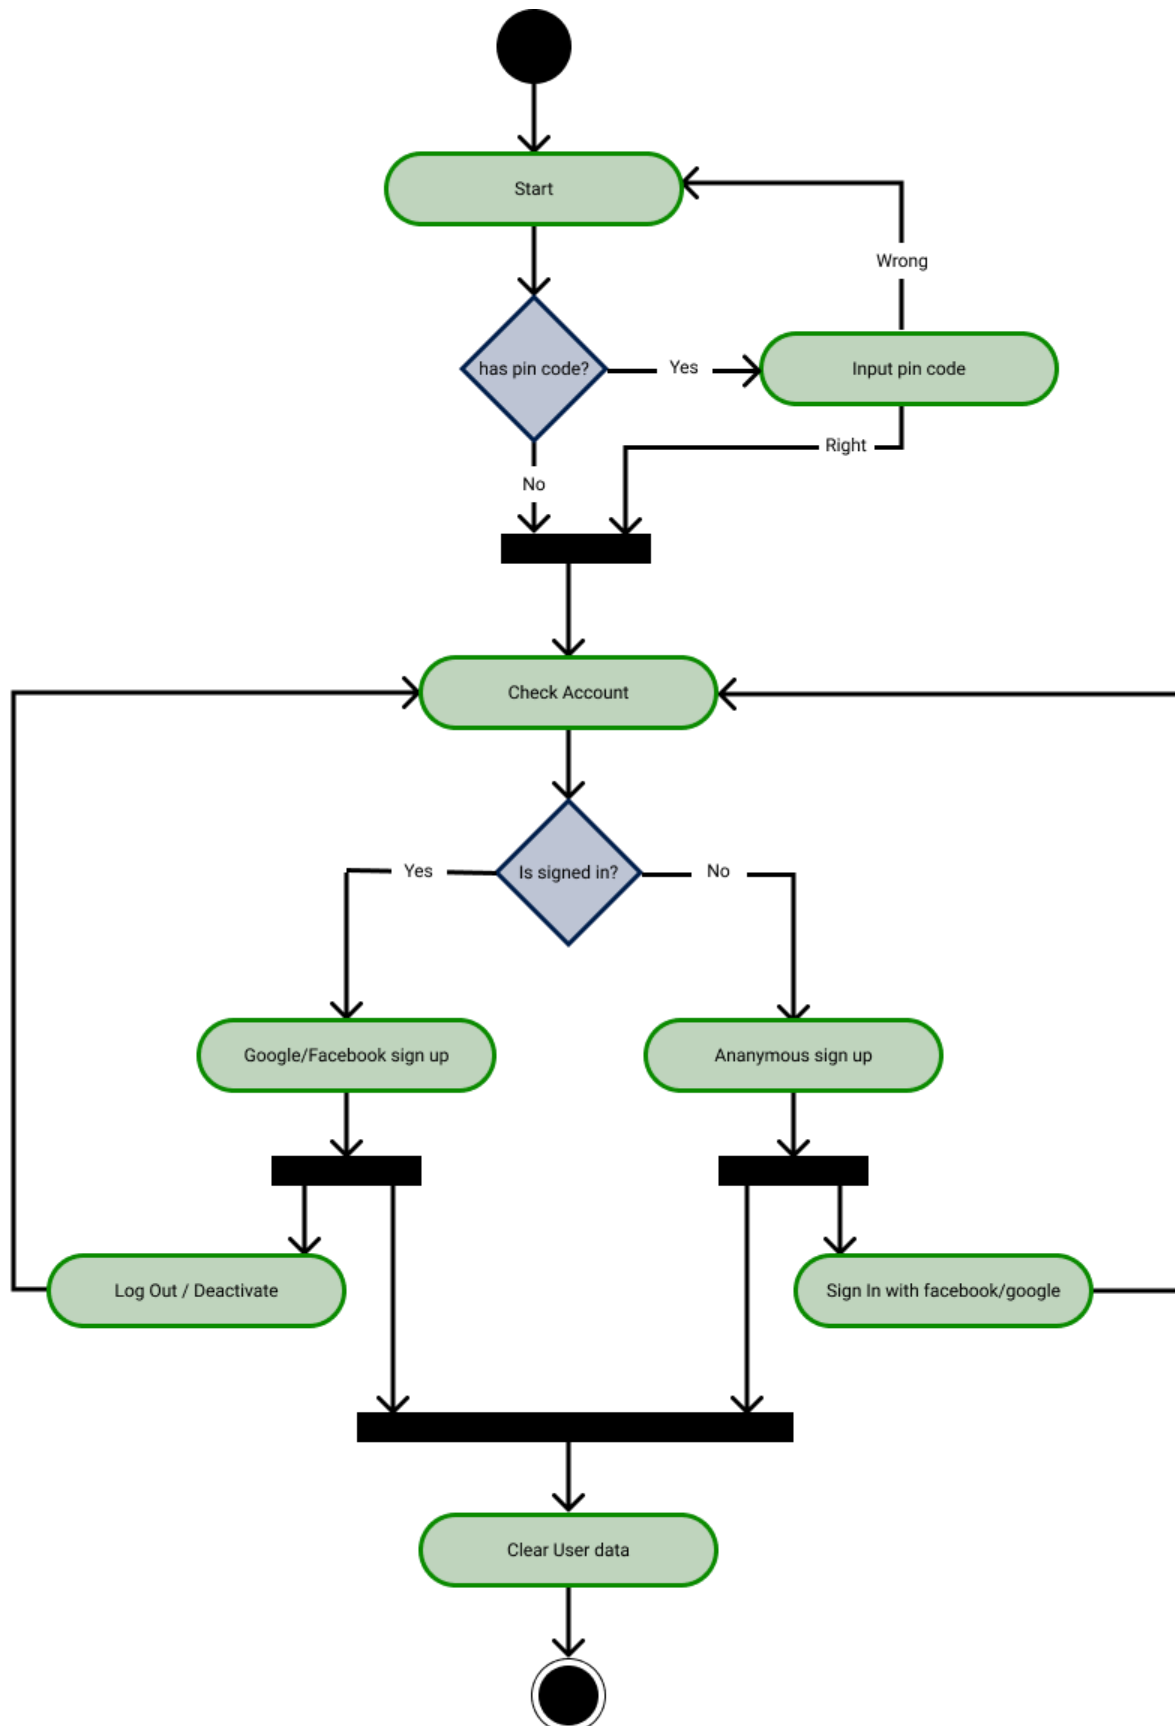 Start
Wrong
has pin code?
Yes
Input pin code
Right
No
Check Account
Yes
Is signed in?
No
Google/Facebook sign up
Ananymous sign up
Log Out / Deactivate
Sign In with facebook/google
Clear User data